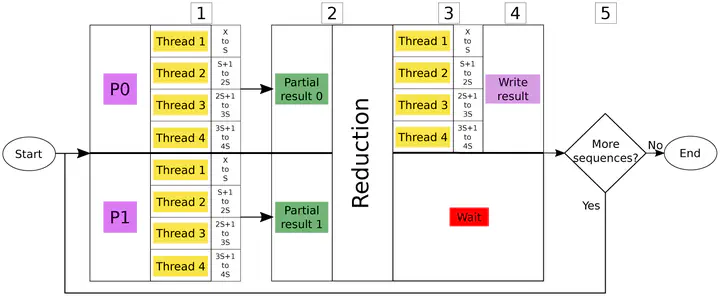 1
2
3
4
5
Start
P0
Thread 1
X
to
S
Thread 2
S+1
to
2S
Thread 3
2S+1
to
3S
Thread 4
3S+1
to
4S
P1
Thread 1
X
to
S
Thread 2
S+1
to
2S
Thread 3
2S+1
to
3S
Thread 4
3S+1
to
4S
Partial
result 0
Partial
result 1
Reduction
Thread 1
X
to
S
Thread 2
S+1
to
2S
Thread 3
2S+1
to
3S
Thread 4
3S+1
to
4S
Write
result
Wait
More
sequences?
No
Yes
End